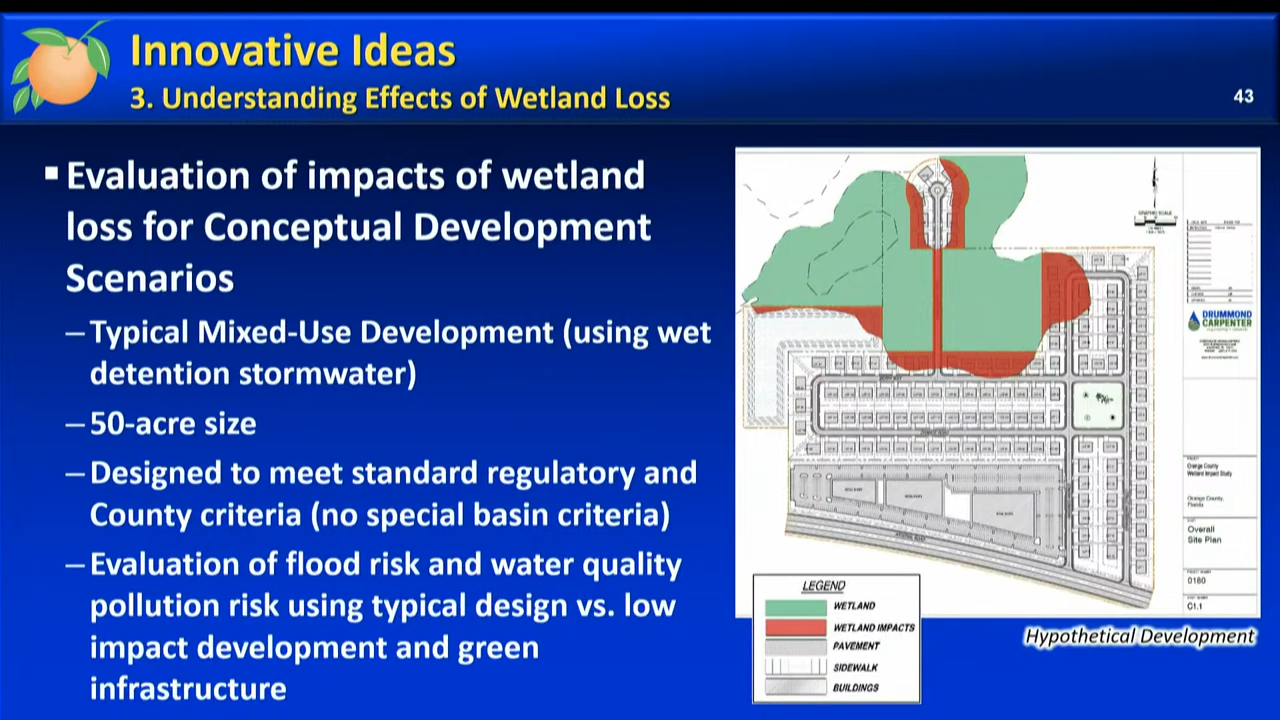 Innovative Ideas
3. Understanding Effects of Wetland Loss
43
▪ Evaluation of impacts of wetland
loss for Conceptual Development
Scenarios
– Typical Mixed-Use Development (using wet
detention stormwater)
– 50-acre size
– Designed to meet standard regulatory and
County criteria (no special basin criteria)
– Evaluation of flood risk and water quality
pollution risk using typical design vs. low
impact development and green
infrastructure
GRAPHIC SCALE
DRUMMOND
CARPENTER
Orange County
Wetland Impact Study
Orange County,
Florida
Overall
Site Plan
0180
C1.1
LEGEND
WETLAND
WETLAND IMPACTS
PAVEMENT
SIDEWALK
BUILDINGS
Hypothetical Development